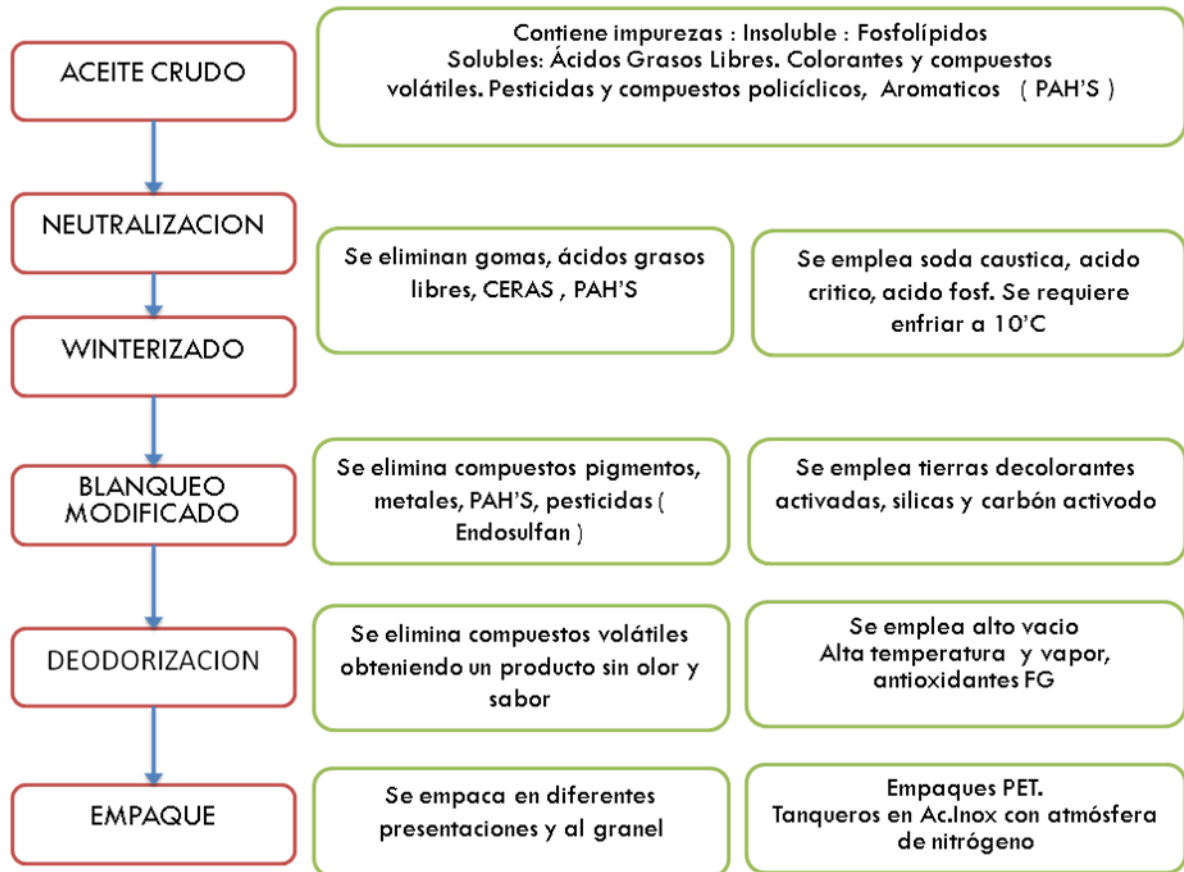 ACEITE CRUDO
Contiene impurezas : Insoluble : Fosfolípidos
Solubles: Ácidos Grasos Libres. Colorantes y compuestos
volátiles. Pesticidas y compuestos policíclicos, Aromaticos ( PAH'S )
NEUTRALIZACION
Se eliminan gomas, ácidos grasos
libres, CERAS , PAH'S
Se emplea soda caustica, acido
critico, acido fosf. Se requiere
enfriar a 10'C
WINTERIZADO
BLANQUEO
MODIFICADO
Se elimina compuestos pigmentos,
metales, PAH'S, pesticidas (
Endosulfan )
Se emplea tierras decolorantes
activadas, silicas y carbón activodo
DEODORIZACION
Se elimina compuestos volátiles
obteniendo un producto sin olor y
sabor
Se emplea alto vacio
Alta temperatura y vapor,
antioxidantes FG
EMPAQUE
Se empaca en diferentes
presentaciones y al granel
Empaques PET.
Tanqueros en Ac.Inox con atmósfera
de nitrógeno